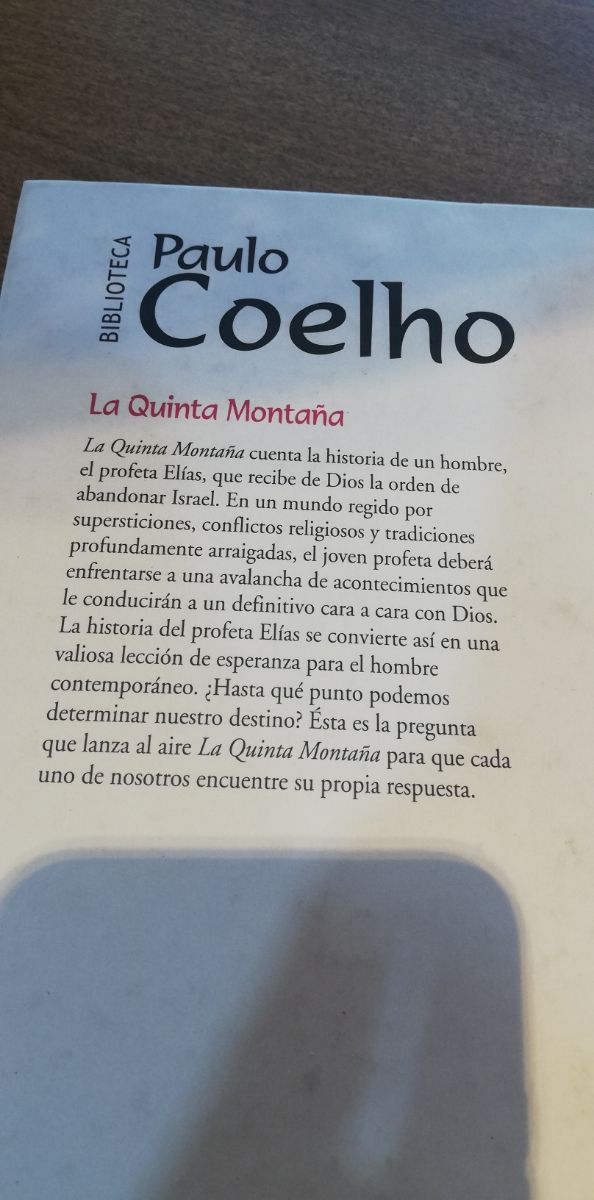 BIBLIOTECA
Paulo
Coelho
La Quinta Montaña
La Quinta Montaña cuenta la historia de un hombre,
el profeta Elías, que recibe de Dios la orden de
abandonar Israel. En un mundo regido por
supersticiones, conflictos religiosos y tradiciones
profundamente arraigadas, el joven profeta deberá
enfrentarse a una avalancha de acontecimientos que
le conducirán a un definitivo cara a cara con Dios.
La historia del profeta Elías se convierte así en una
valiosa lección de esperanza para el hombre
contemporáneo. ¿Hasta qué punto podemos
determinar nuestro destino? Ésta es la pregunta
que lanza al aire La Quinta Montaña para que cada
uno de nosotros encuentre su propia respuesta.